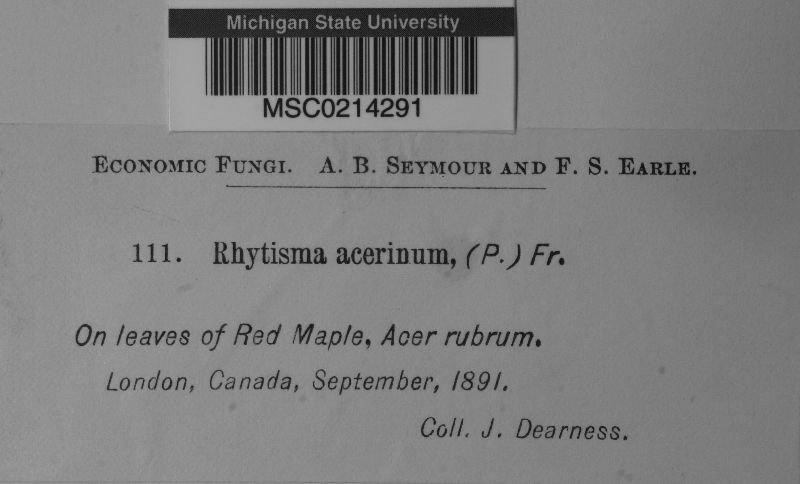 Michigan State University
MSC0214291
Economic Fungi. A. B. Seymour and F. S. Earle.
111. Rhytisma acerinum, (P.) Fr.
On leaves of Red Maple, Acer rubrum.
London, Canada, September, 1891.
Coll. J. Dearness.